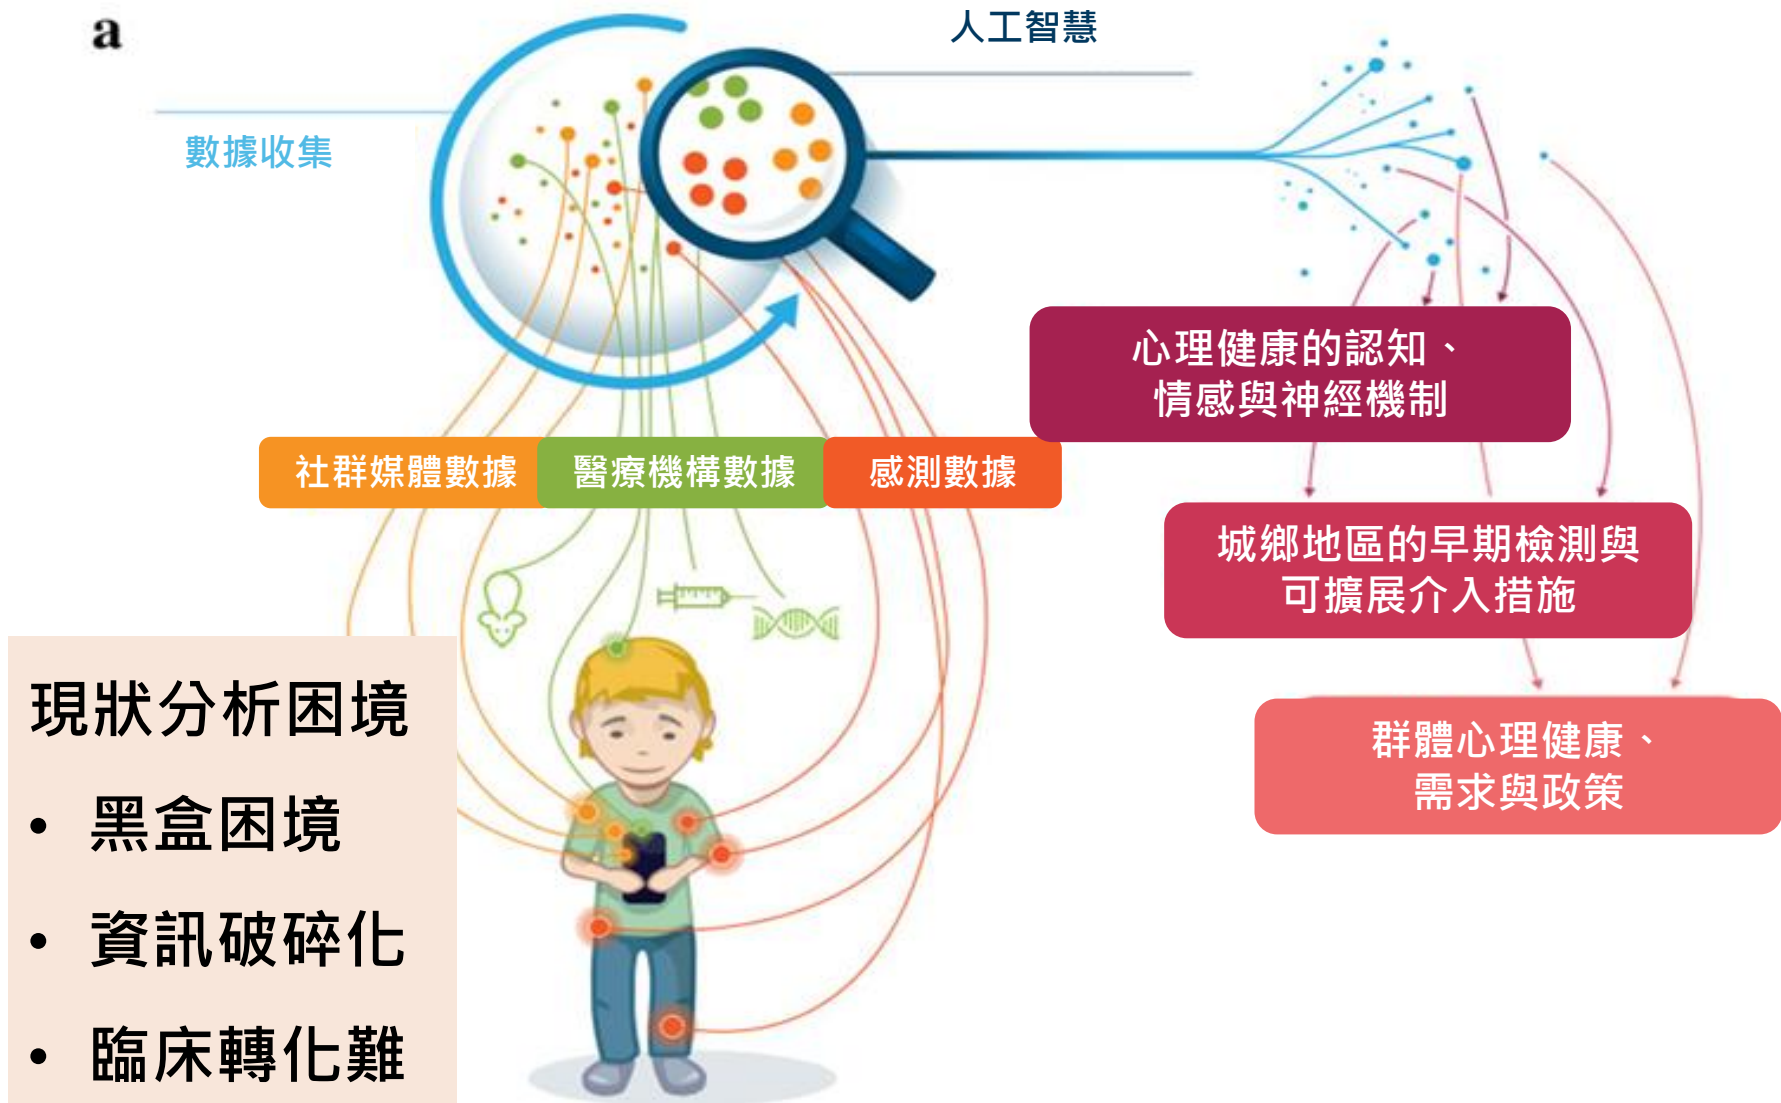 a
人工智慧
數據收集
心理健康的認知、
情感與神經機制
社群媒體數據
醫療機構數據
感測數據
城鄉地區的早期檢測與
可擴展介入措施
群體心理健康、
需求與政策
現狀分析困境
• 黑盒困境
• 資訊破碎化
• 臨床轉化難